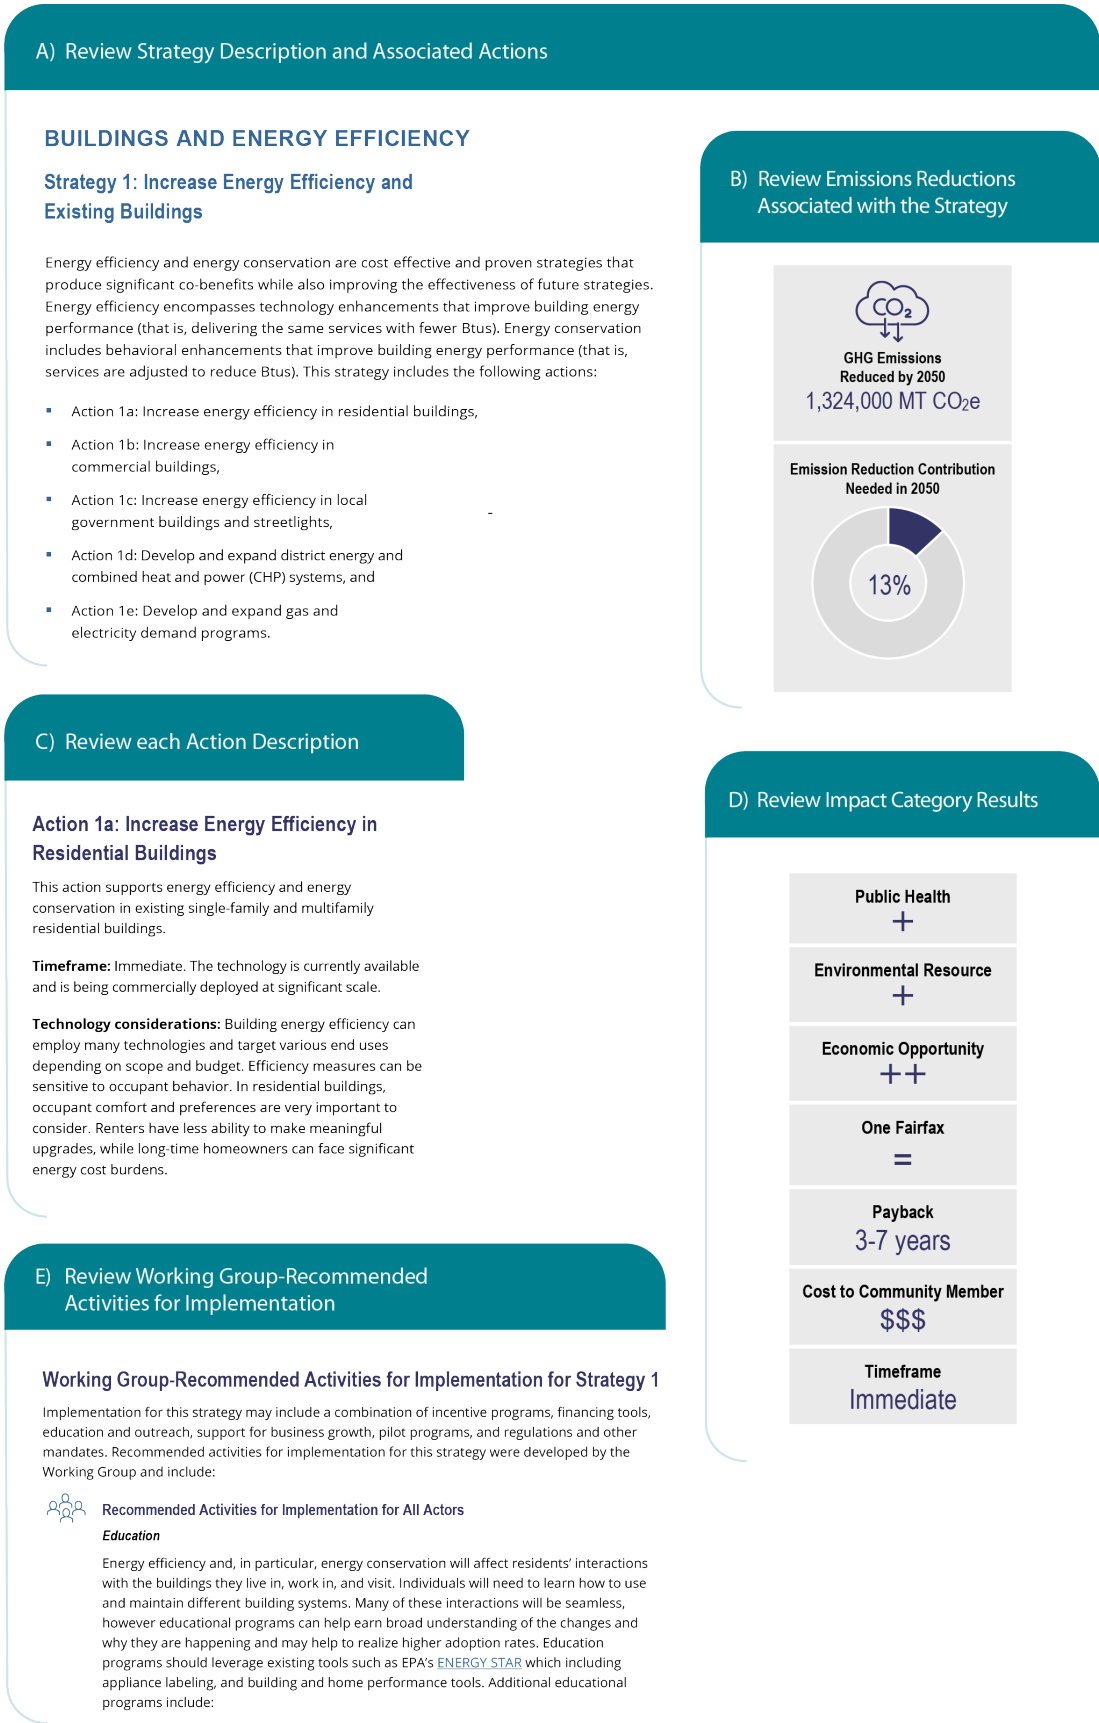 A) Review Strategy Description and Associated Actions
BUILDINGS AND ENERGY EFFICIENCY
Strategy 1: Increase Energy Efficiency and
Existing Buildings
Energy efficiency and energy conservation are cost effective and proven strategies that
produce significant co-benefits while also improving the effectiveness of future strategies.
Energy efficiency encompasses technology enhancements that improve building energy
performance (that is, delivering the same services with fewer Btus). Energy conservation
includes behavioral enhancements that improve building energy performance (that is,
services are adjusted to reduce Btus). This strategy includes the following actions:
▪ Action 1a: Increase energy efficiency in residential buildings,
▪ Action 1b: Increase energy efficiency in
commercial buildings,
▪ Action 1c: Increase energy efficiency in local
government buildings and streetlights,
-
▪ Action 1d: Develop and expand district energy and
combined heat and power (CHP) systems, and
▪ Action 1e: Develop and expand gas and
electricity demand programs.
B) Review Emissions Reductions
Associated with the Strategy
CO2
GHG Emissions
Reduced by 2050
1,324,000 MT CO2e
Emission Reduction Contribution
Needed in 2050
13%
C) Review each Action Description
Action 1a: Increase Energy Efficiency in
Residential Buildings
This action supports energy efficiency and energy
conservation in existing single-family and multifamily
residential buildings.
Timeframe: Immediate. The technology is currently available
and is being commercially deployed at significant scale.
Technology considerations: Building energy efficiency can
employ many technologies and target various end uses
depending on scope and budget. Efficiency measures can be
sensitive to occupant behavior. In residential buildings,
occupant comfort and preferences are very important to
consider. Renters have less ability to make meaningful
upgrades, while long-time homeowners can face significant
energy cost burdens.
D) Review Impact Category Results
Public Health
+
Environmental Resource
+
Economic Opportunity
++
One Fairfax
=
Payback
3-7 years
Cost to Community Member
$$$
Timeframe
Immediate
E) Review Working Group-Recommended
Activities for Implementation
Working Group-Recommended Activities for Implementation for Strategy 1
Implementation for this strategy may include a combination of incentive programs, financing tools,
education and outreach, support for business growth, pilot programs, and regulations and other
mandates. Recommended activities for implementation for this strategy were developed by the
Working Group and include:
Recommended Activities for Implementation for All Actors
Education
Energy efficiency and, in particular, energy conservation will affect residents' interactions
with the buildings they live in, work in, and visit. Individuals will need to learn how to use
and maintain different building systems. Many of these interactions will be seamless,
however educational programs can help earn broad understanding of the changes and
why they are happening and may help to realize higher adoption rates. Education
programs should leverage existing tools such as EPA's ENERGY STAR which including
appliance labeling, and building and home performance tools. Additional educational
programs include: